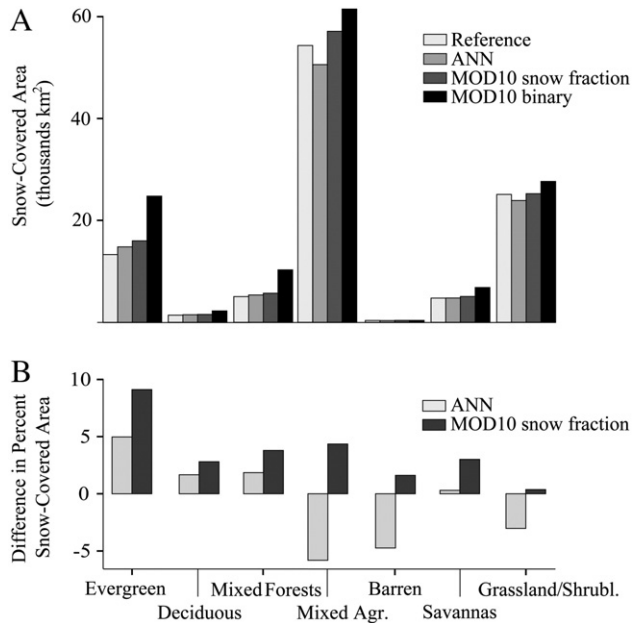 A
Snow-Covered Area
(thousands km²)
60
40
20
Reference
ANN
MOD10 snow fraction
MOD10 binary
B
Difference in Percent
Snow-Covered Area
10
5
0
-5
ANN
MOD10 snow fraction
Evergreen
Mixed Forests
Barren
Grassland/Shrubl.
Deciduous
Mixed Agr.
Savannas